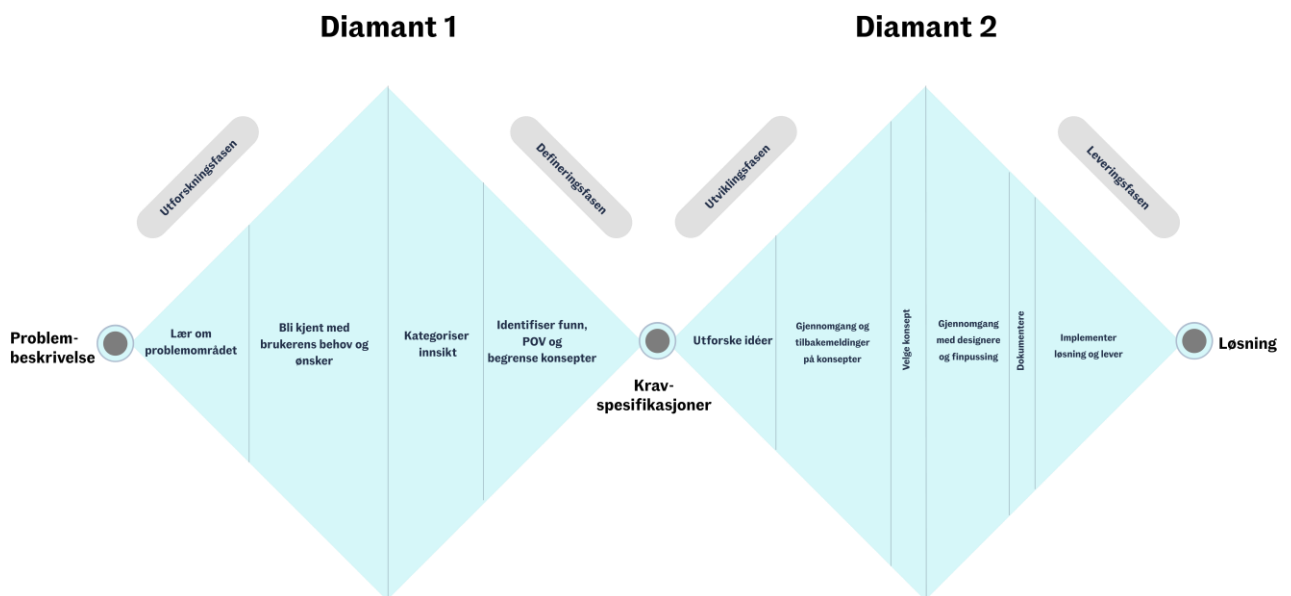 Diamant 1
Diamant 2
Utforskningsfasen
Defineringsfasen
Utviklingsfasen
Leveringsfasen
Problem-
beskrivelse
Lær om
problemområdet
Bli kjent med
brukerens behov og
ønsker
Kategoriser
innsikt
Identifiser funn,
POV og
begrense konsepter
Krav-
spesifikasjoner
Utforske idéer
Gjennomgang og
tilbakemeldinger
på konsepter
Velge konsept
Gjennomgang
med designere
og finpussing
Dokumentere
Implementer
løsning og lever
Løsning